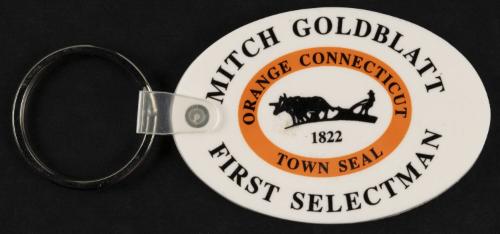 MITCH GOLDBLATT
ORANGE CONNECTICUT
1822
TOWN SEAL
FIRST SELECTMAN